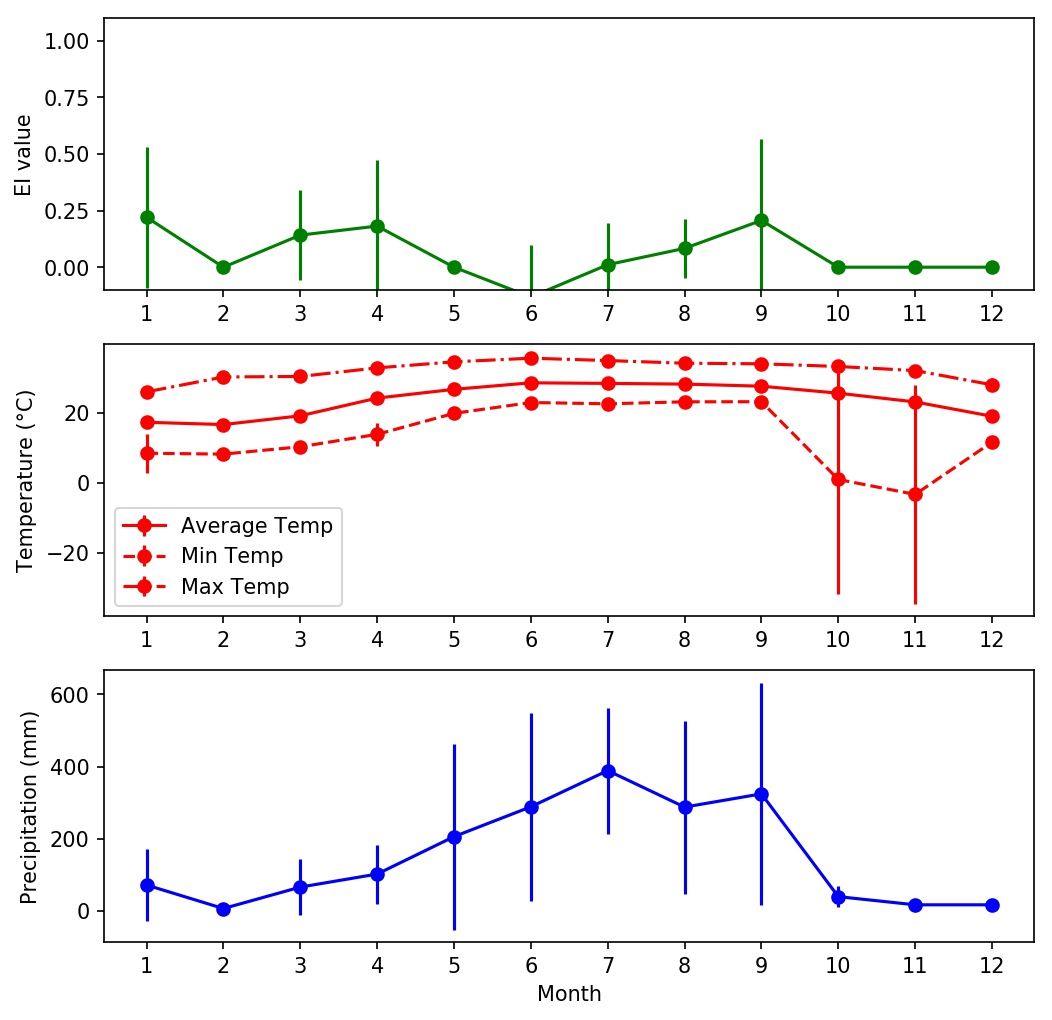 1.00
0.75
0.50
0.25
0.00
EI value
1 2 3 4 5 6 7 8 9 10 11 12
20
0
−20
Temperature (°C)
Average Temp
Min Temp
Max Temp
1 2 3 4 5 6 7 8 9 10 11 12
600
400
200
0
Precipitation (mm)
1 2 3 4 5 6 7 8 9 10 11 12
Month